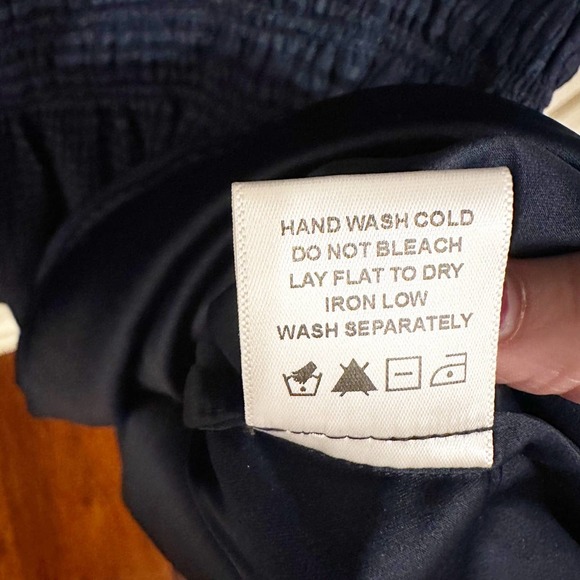 HAND WASH COLD
DO NOT BLEACH
LAY FLAT TO DRY
IRON LOW
WASH SEPARATELY